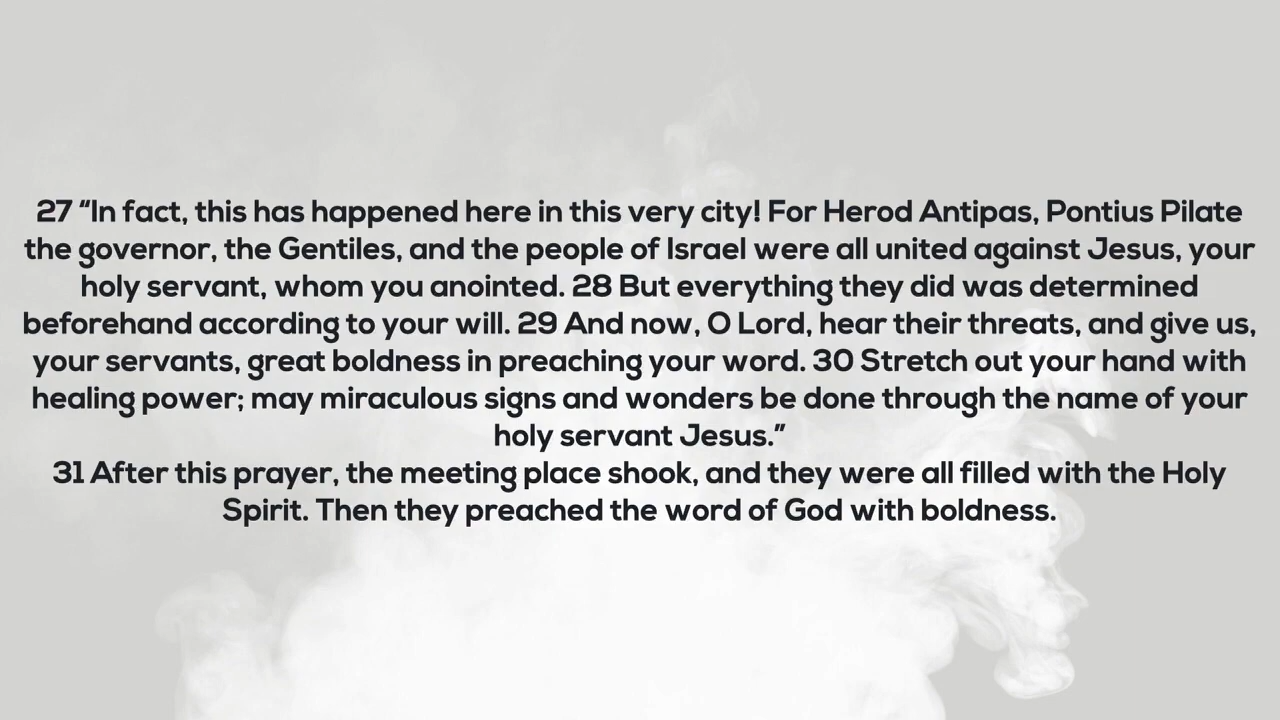 27 “In fact, this has happened here in this very city! For Herod Antipas, Pontius Pilate
the governor, the Gentiles, and the people of Israel were all united against Jesus, your
holy servant, whom you anointed. 28 But everything they did was determined
beforehand according to your will. 29 And now, O Lord, hear their threats, and give us,
your servants, great boldness in preaching your word. 30 Stretch out your hand with
healing power; may miraculous signs and wonders be done through the name of your
holy servant Jesus.”
31 After this prayer, the meeting place shook, and they were all filled with the Holy
Spirit. Then they preached the word of God with boldness.